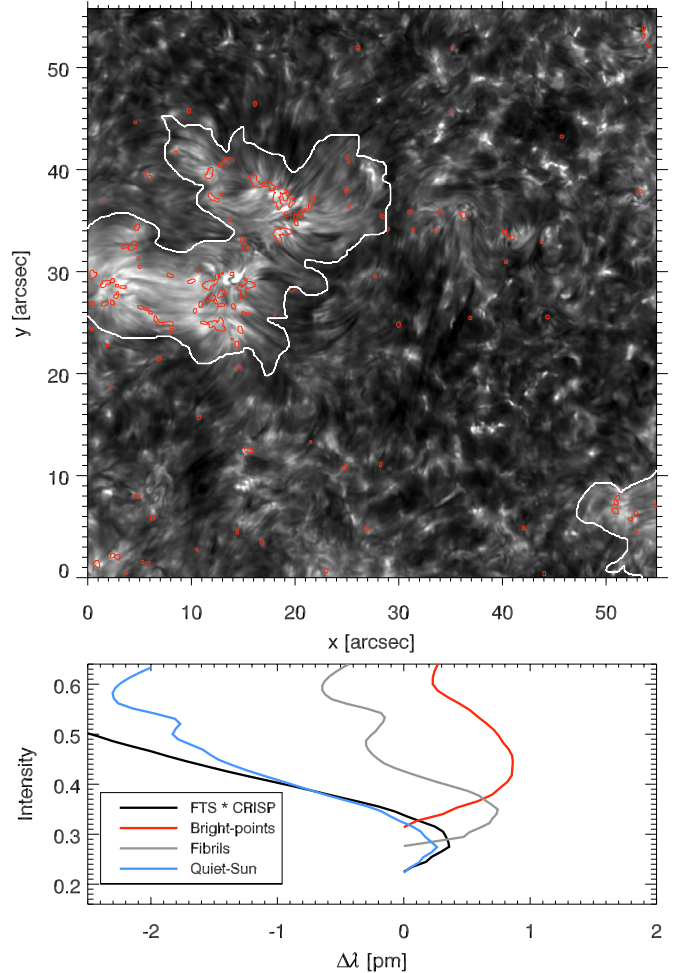 50
40
30
20
10
0
y [arcsec]
0 10 20 30 40 50
x [arcsec]
0.6
0.5
0.4
0.3
0.2
Intensity
FTS * CRISP
Bright-points
Fibrils
Quiet-Sun
-2 -1 0 1 2
Δλ [pm]